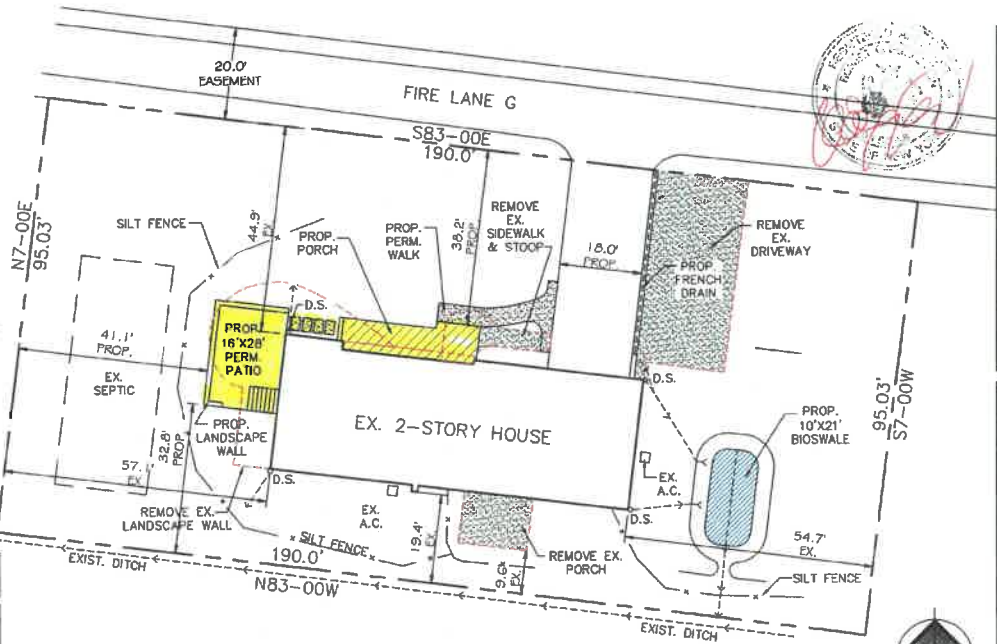 20.0'
EASEMENT
FIRE LANE G
S83-00E
190.0'
N7-00E
95.03'
SILT FENCE
44.9'
EX.
PROP.
PORCH
PROP.
PERM.
WALK
38.2'
PROP.
REMOVE
EX.
SIDEWALK
& STOOP
18.0'
PROP.
REMOVE
EX.
DRIVEWAY
PROP.
FRENCH
DRAIN
D.S.
PROP.
16'X28'
PERM.
PATIO
41.1'
PROP.
EX.
SEPTIC
D.S.
95.03'
S7-00W
PROP.
LANDSCAPE
WALL
32.8'
PROP.
EX. 2-STORY HOUSE
PROP.
10'X21'
BIOSWALE
57.
EX.
D.S.
EX.
A.C.
REMOVE EX.
LANDSCAPE WALL
EX.
A.C.
D.S.
SILT FENCE
19.4'
EX.
REMOVE EX.
PORCH
54.7'
EX.
EX.
SILT FENCE
190.0'
N83-00W
EXIST. DITCH
EXIST. DITCH